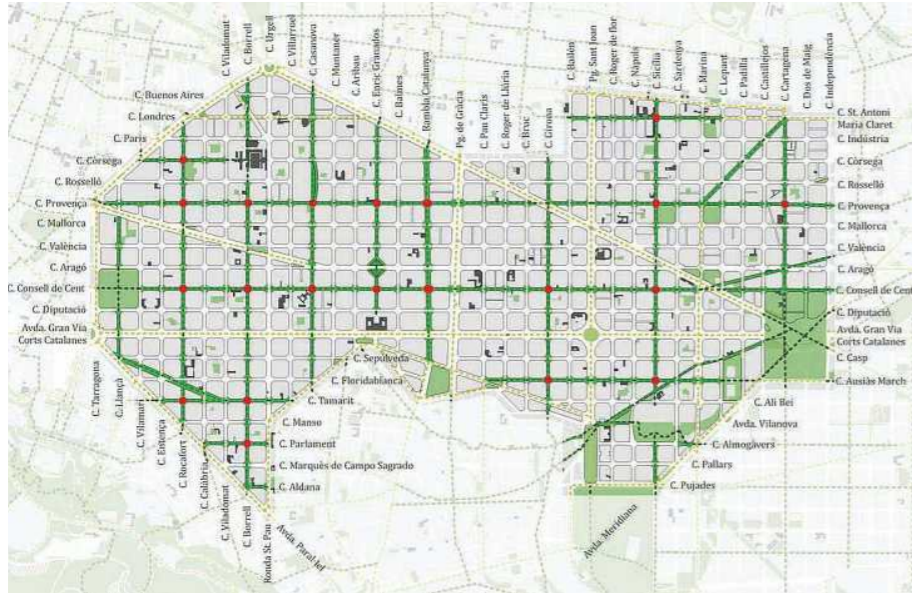 C. Viladomat
C. Borrell
C. Urgell
C. Villarroel
C. Casanova
C. Muntaner
C. Aribau
C. Enric Granados
C. Balmes
Rambla Catalunya
Pg. de Gràcia
C. Pau Claris
C. Roger de Llúria
C. Bruc
C. Girona
C. Bailén
Pg. Sant Joan
C. Roger de flor
C. Nàpols
C. Sicília
C. Sardenya
C. Marina
C. Lepant
C. Padilla
C. Castillejos
C. Cartagena
C. Dos de Maig
C. Independència
C. Buenos Aires
C. Londres
C. París
C. Còrsega
C. Rosselló
C. Provença
C. Mallorca
C. València
C. Aragó
C. Consell de Cent
C. Diputació
Avda. Gran Via
Corts Catalanes
C. St. Antoni
Maria Claret
C. Indústria
C. Còrsega
C. Rosselló
C. Provença
C. Mallorca
C. València
C. Aragó
C. Consell de Cent
C. Diputació
Avda. Gran Via
Corts Catalanes
C. Casp
C. Ausiàs March
C. Ali Bei
Avda. Vilanova
C. Almogàvers
C. Pallars
C. Pujades
Avda. Meridiana
C. Sepúlveda
C. Floridablanca
C. Tamarit
C. Manso
C. Parlament
C. Marquès de Campo Sagrado
C. Aldana
C. Tarragona
C. Llançà
C. Vilamarí
C. Entença
C. Rocafort
C. Calàbria
C. Viladomat
C. Borrell
Ronda St. Pau
Avda. Paral·lel